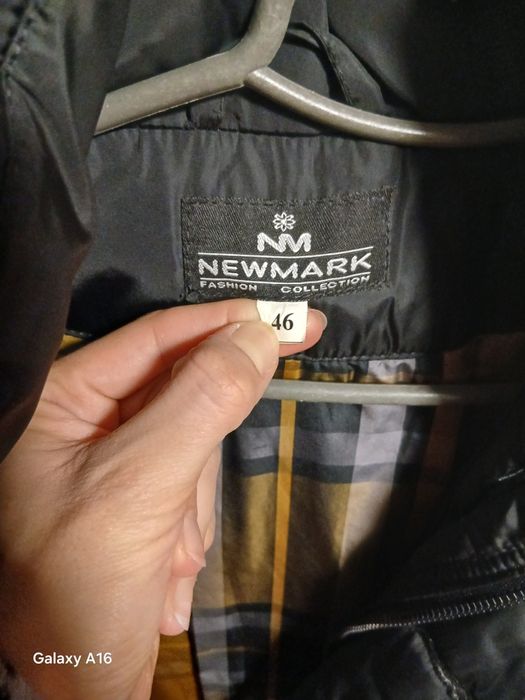 NM
NEWMARK
FASHION COLLECTION
46
Galaxy A16